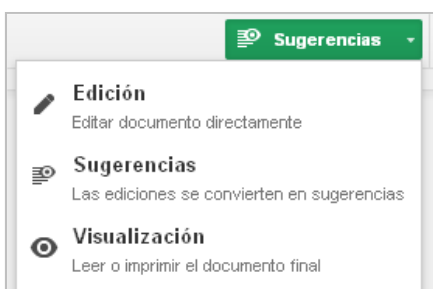 Sugerencias
Edición
Editar documento directamente
Sugerencias
Las ediciones se convierten en sugerencias
Visualización
Leer o imprimir el documento final